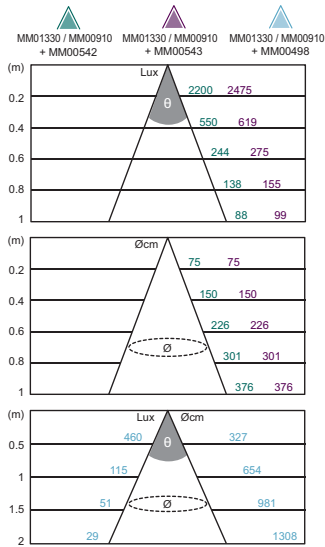 MM01330 / MM00910 MM01330 / MM00910 MM01330 / MM00910
+ MM00542 + MM00543 + MM00498
(m) Lux
0.2 2200 2475
θ
0.4 550 619
0.6 244 275
0.8 138 155
1 88 99
(m) Øcm
0.2 75 75
0.4 150 150
0.6 226 226
Ø
0.8 301 301
1 376 376
(m) Lux Øcm
0.5 460 θ 327
1 115 654
1.5 51 Ø 981
2 29 1308